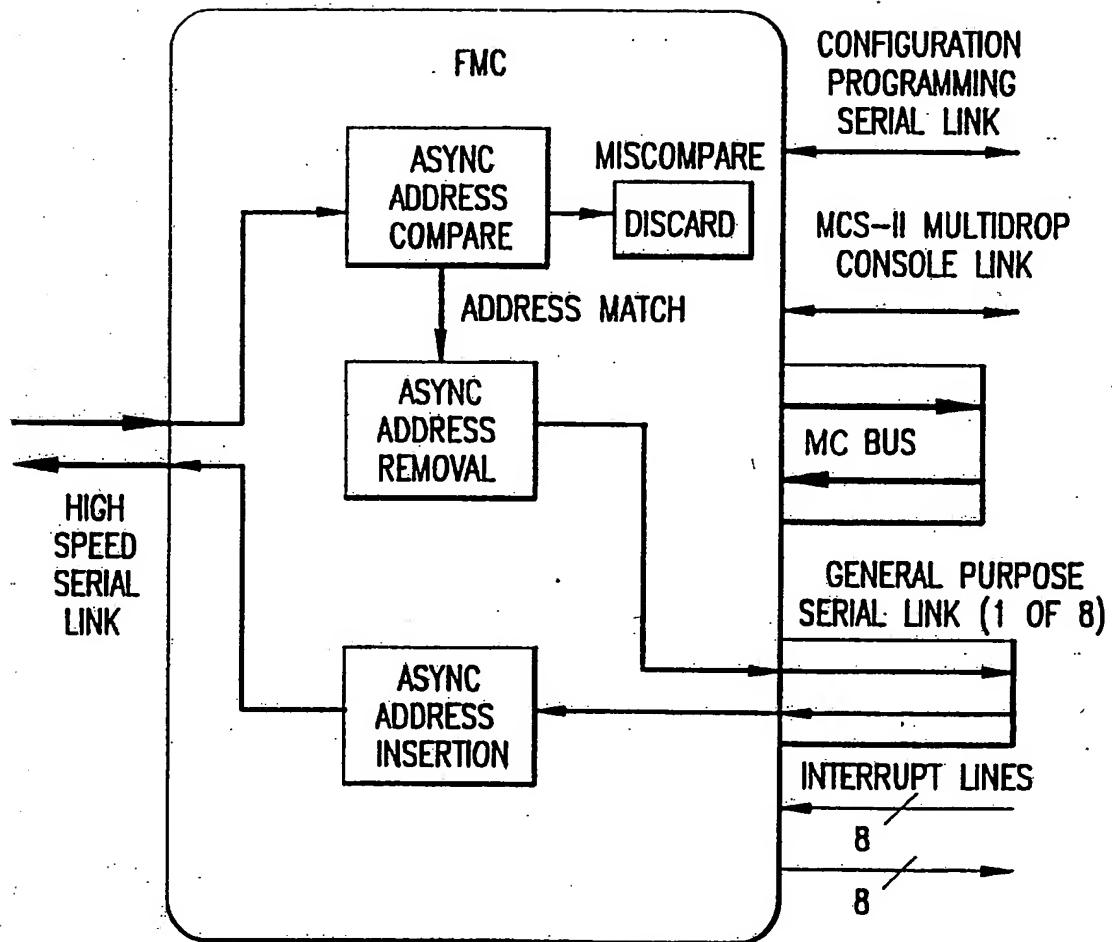 FMC
CONFIGURATION
PROGRAMMING
SERIAL LINK
ASYNC
ADDRESS
COMPARE
MISCOMPARE
DISCARD
MCS-II MULTIDROP
CONSOLE LINK
ADDRESS MATCH
ASYNC
ADDRESS
REMOVAL
MC BUS
HIGH
SPEED
SERIAL
LINK
GENERAL PURPOSE
SERIAL LINK (1 OF 8)
ASYNC
ADDRESS
INSERTION
INTERRUPT LINES
8
8